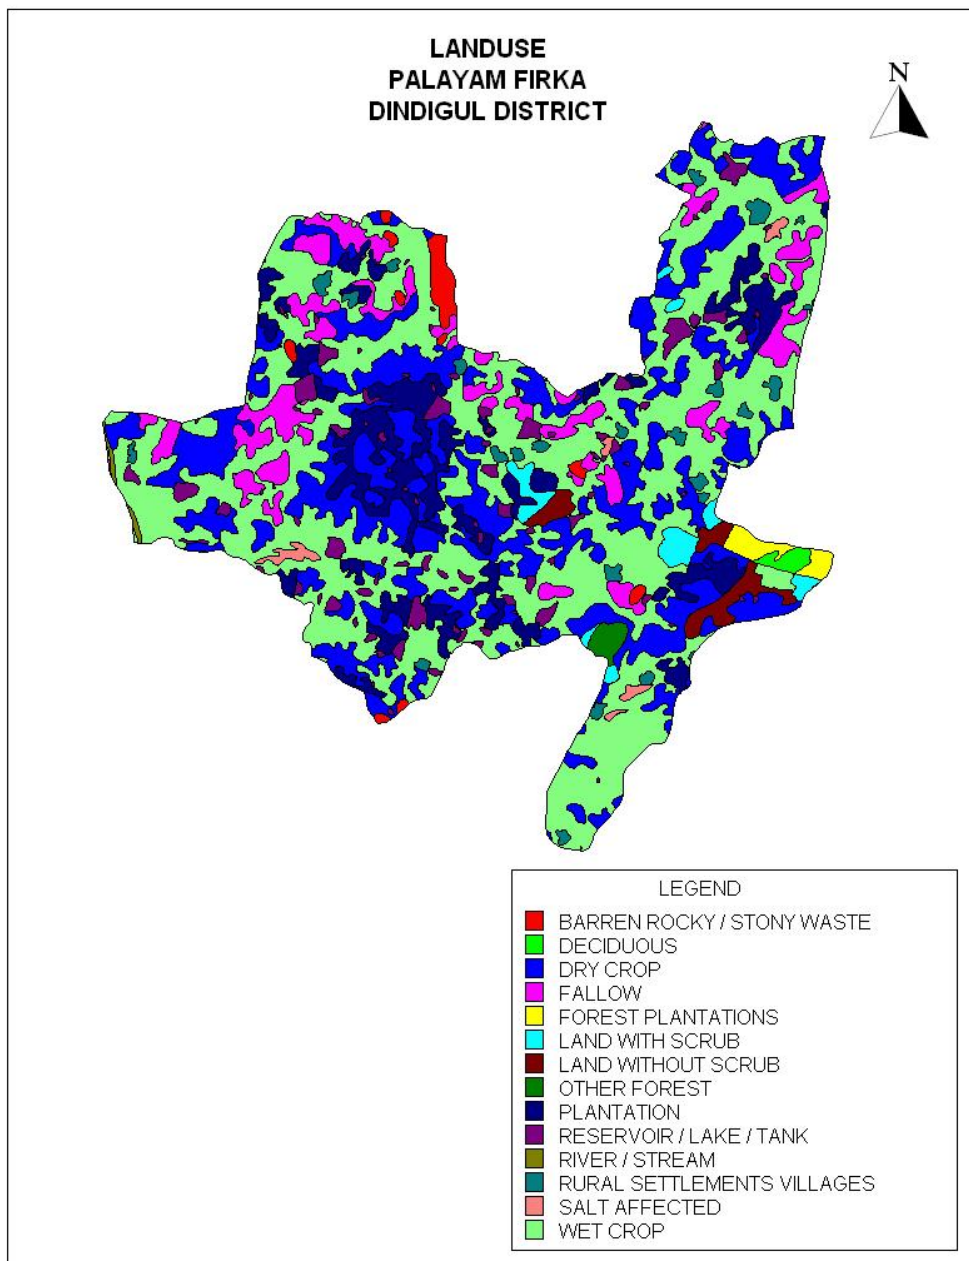 LANDUSE
PALAYAM FIRKA
DINDIGUL DISTRICT
N
LEGEND
BARREN ROCKY / STONY WASTE
DECIDUOUS
DRY CROP
FALLOW
FOREST PLANTATIONS
LAND WITH SCRUB
LAND WITHOUT SCRUB
OTHER FOREST
PLANTATION
RESERVOIR / LAKE / TANK
RIVER / STREAM
RURAL SETTLEMENTS VILLAGES
SALT AFFECTED
WET CROP